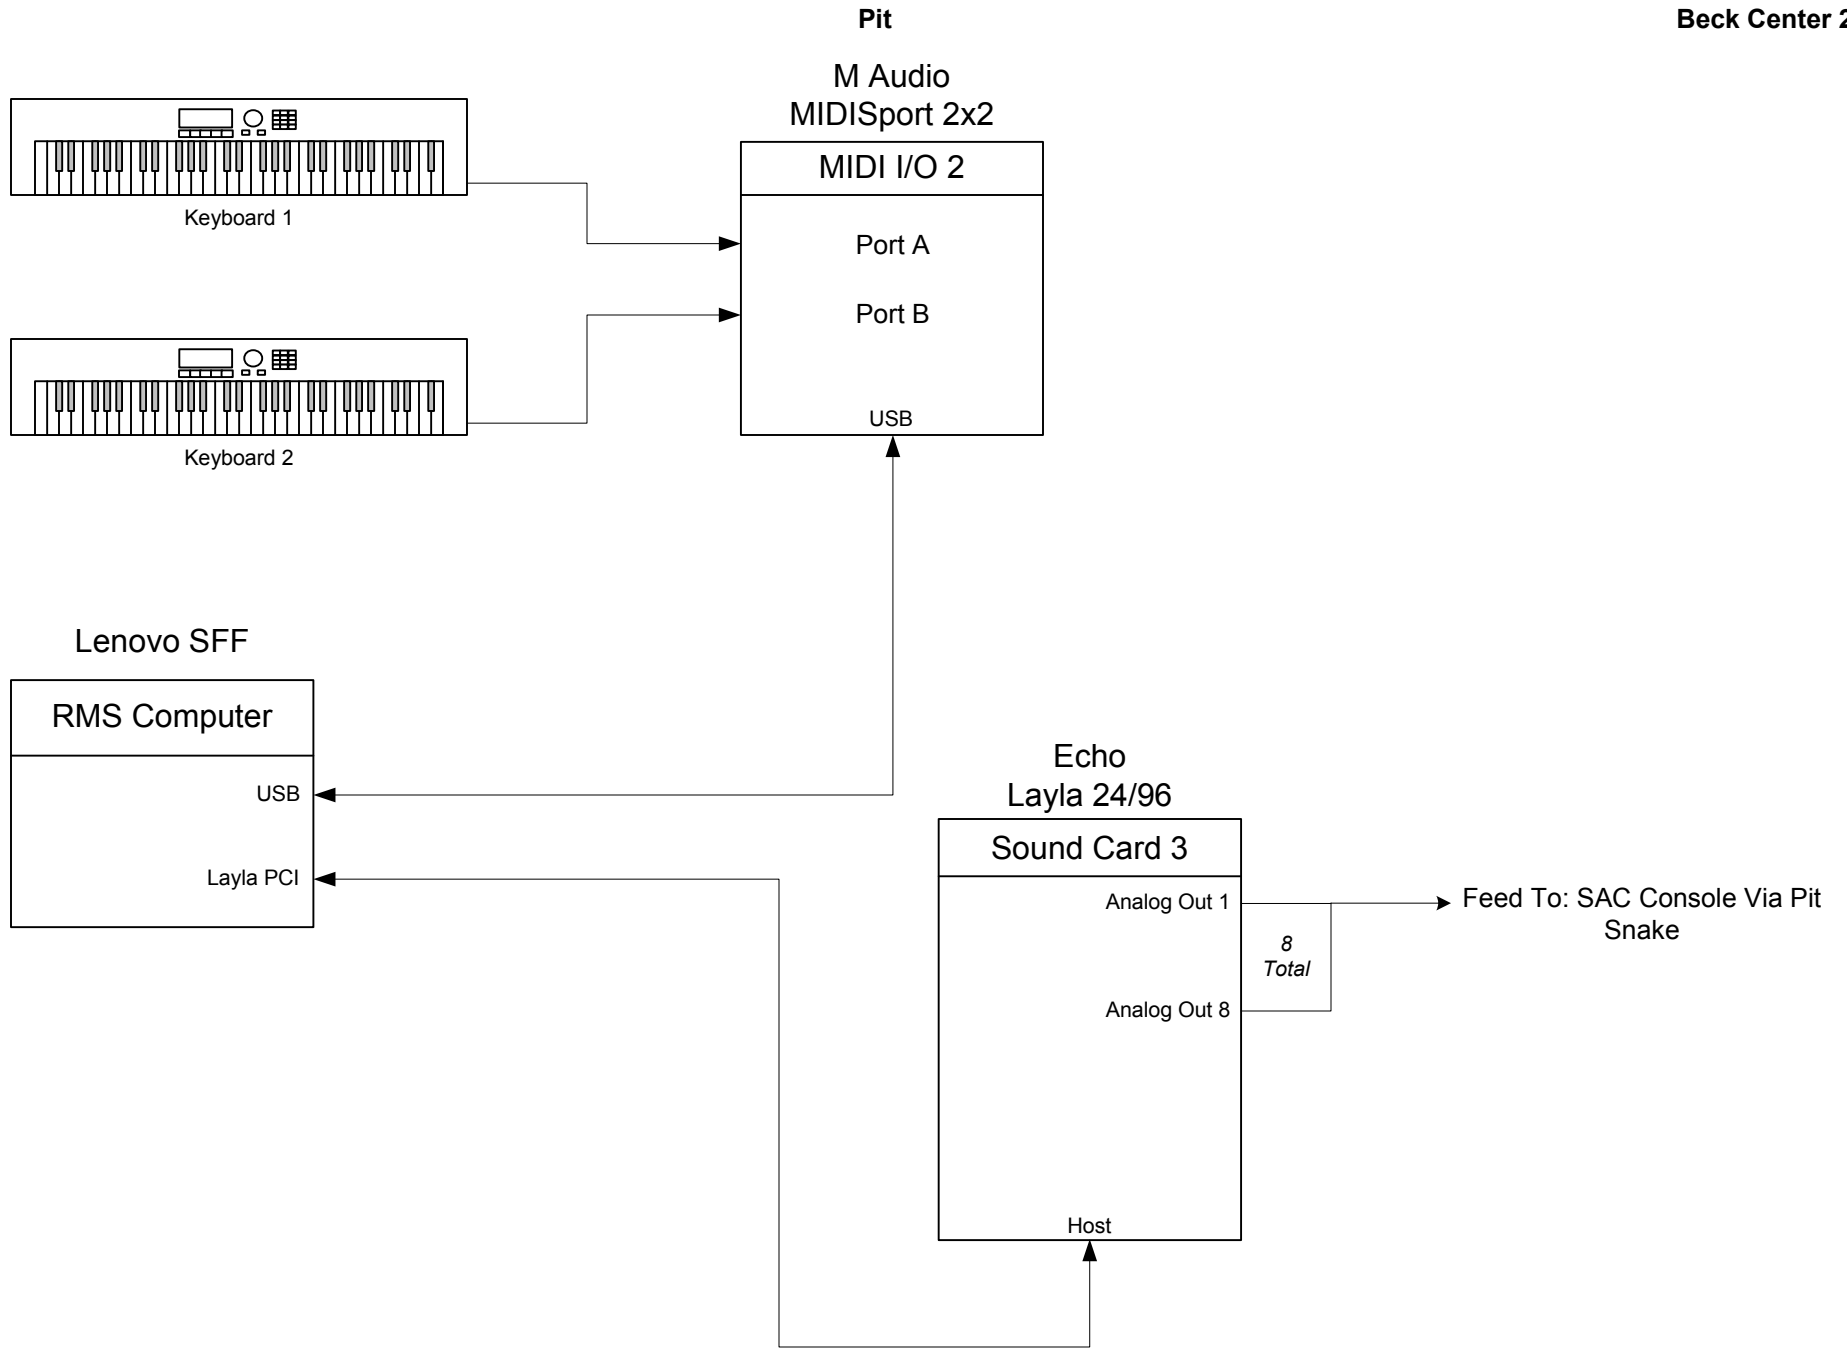 Pit
Beck Center 2
M Audio
MIDISport 2x2
MIDI I/O 2
Keyboard 1
Port A
Port B
USB
Keyboard 2
Lenovo SFF
RMS Computer
USB
Layla PCI
Echo
Layla 24/96
Sound Card 3
Analog Out 1
8
Total
Analog Out 8
Host
Feed To: SAC Console Via Pit
Snake